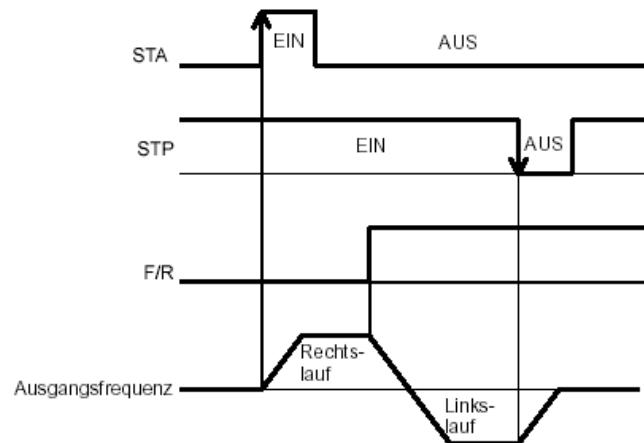 EIN
AUS
STA
STP
EIN
AUS
F/R
Rechts-
lauf
Ausgangsfrequenz
Links-
lauf